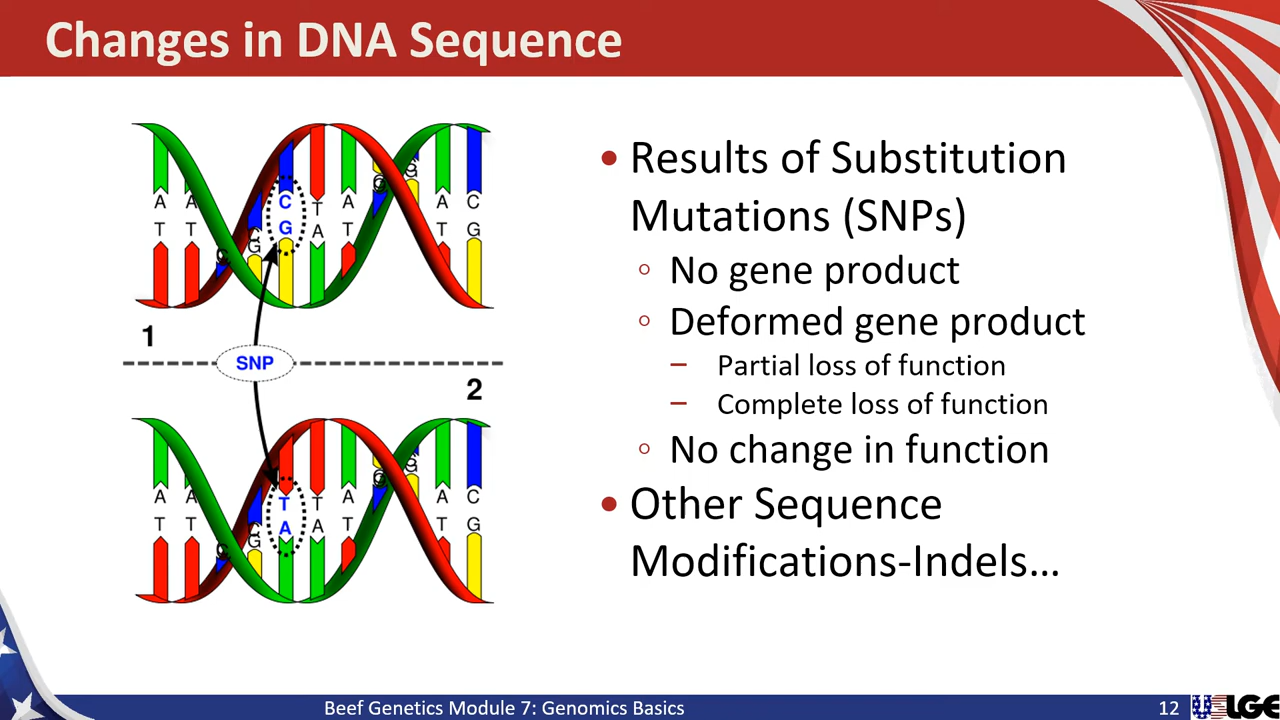 Changes in DNA Sequence
A A C C T A G G A C
T T G G A T C T G
1
SNP
2
A A C T T A G G A C
T T G A A T T G
• Results of Substitution
Mutations (SNPs)
◦ No gene product
◦ Deformed gene product
– Partial loss of function
– Complete loss of function
◦ No change in function
• Other Sequence
Modifications-Indels…
Beef Genetics Module 7: Genomics Basics
12
LGE